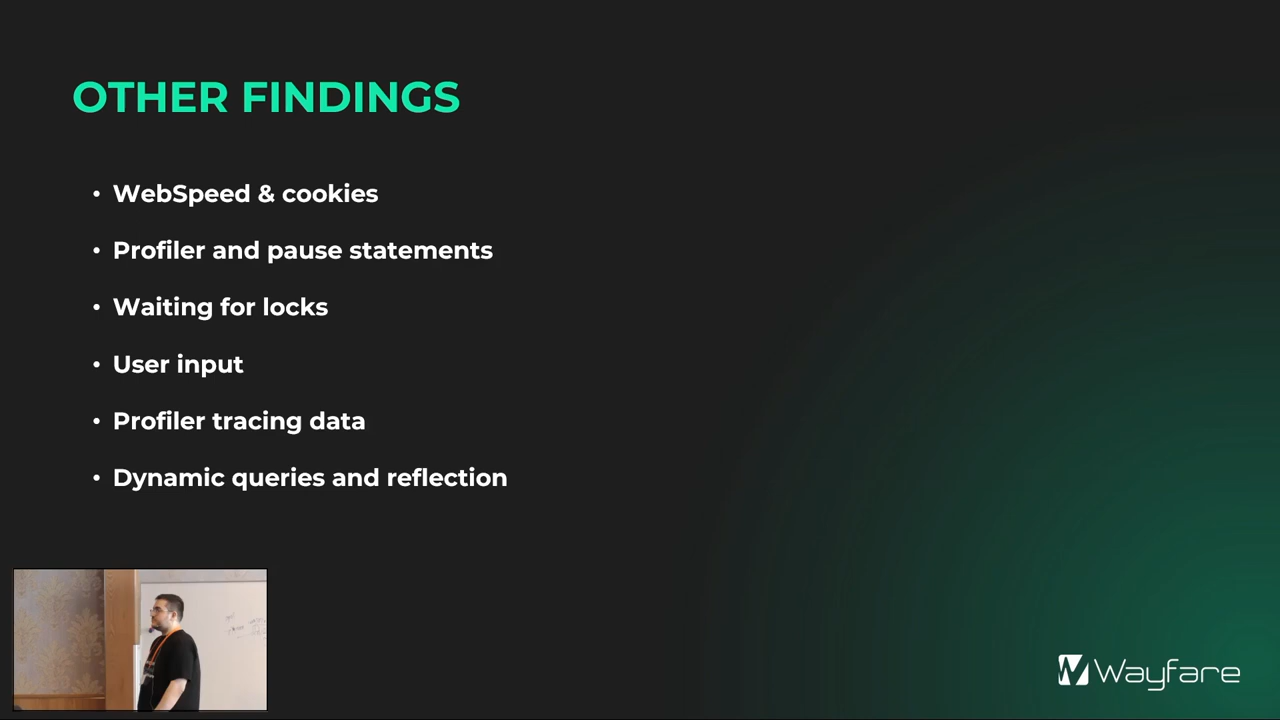 OTHER FINDINGS
• WebSpeed & cookies
• Profiler and pause statements
• Waiting for locks
• User input
• Profiler tracing data
• Dynamic queries and reflection
Wayfare